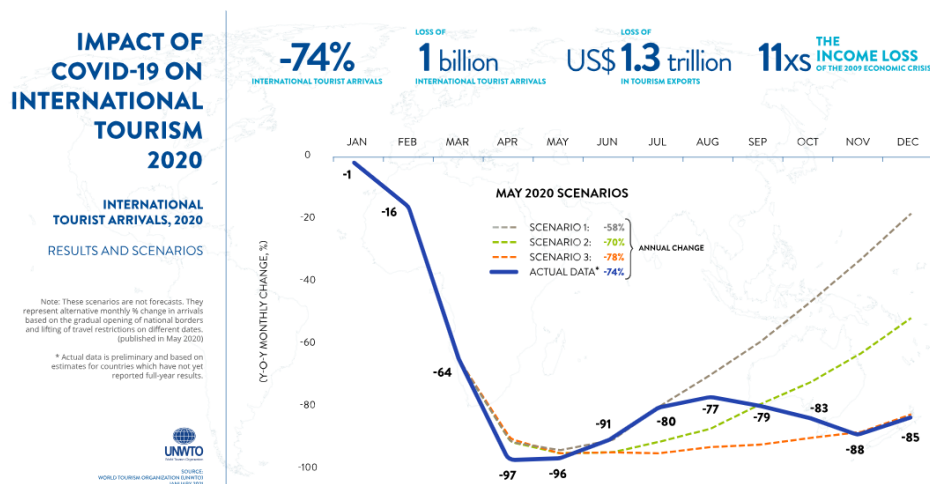 IMPACT OF
COVID-19 ON
INTERNATIONAL
TOURISM
2020
INTERNATIONAL
TOURIST ARRIVALS, 2020
RESULTS AND SCENARIOS
Note: These scenarios are not forecasts. They
represent alternative monthly % change in arrivals
based on the gradual opening of national borders
and lifting of travel restrictions on different dates.
(published in May 2020)
* Actual data is preliminary and based on
estimates for countries which have not yet
reported full-year results.
UNWTO
SOURCE:
WORLD TOURISM ORGANIZATION (UNWTO)
-74%
INTERNATIONAL TOURIST ARRIVALS
LOSS OF
1 billion
INTERNATIONAL TOURIST ARRIVALS
LOSS OF
US$ 1.3 trillion
IN TOURISM EXPORTS
11xs
THE
INCOME LOSS
OF THE 2009 ECONOMIC CRISIS
JAN FEB MAR APR MAY JUN JUL AUG SEP OCT NOV DEC
0
-20
-40
-60
-80
-100
(Y-O-Y MONTHLY CHANGE, %)
MAY 2020 SCENARIOS
SCENARIO 1: -58%
SCENARIO 2: -70%
SCENARIO 3: -78%
ACTUAL DATA* -74%
ANNUAL CHANGE
-1
-16
-64
-97
-96
-91
-80
-77
-79
-83
-88
-85